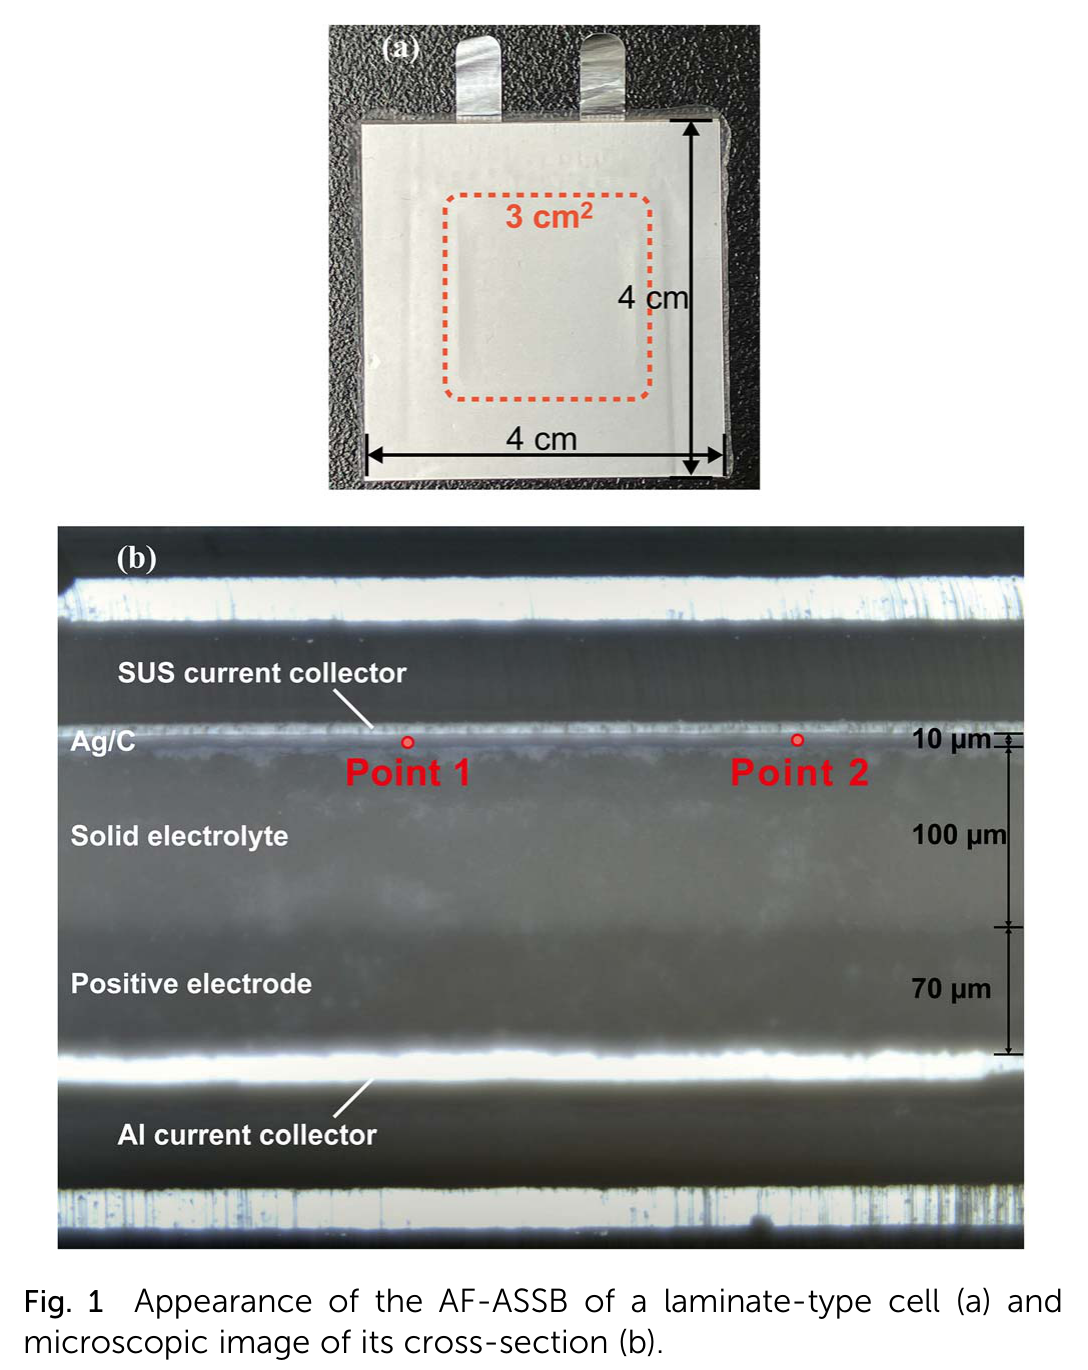 (a)
3 cm²
4 cm
4 cm
(b)
SUS current collector
Ag/C
10 µm
Point 1
Point 2
Solid electrolyte
100 µm
Positive electrode
70 µm
Al current collector
Fig. 1 Appearance of the AF-ASSB of a laminate-type cell (a) and
microscopic image of its cross-section (b).